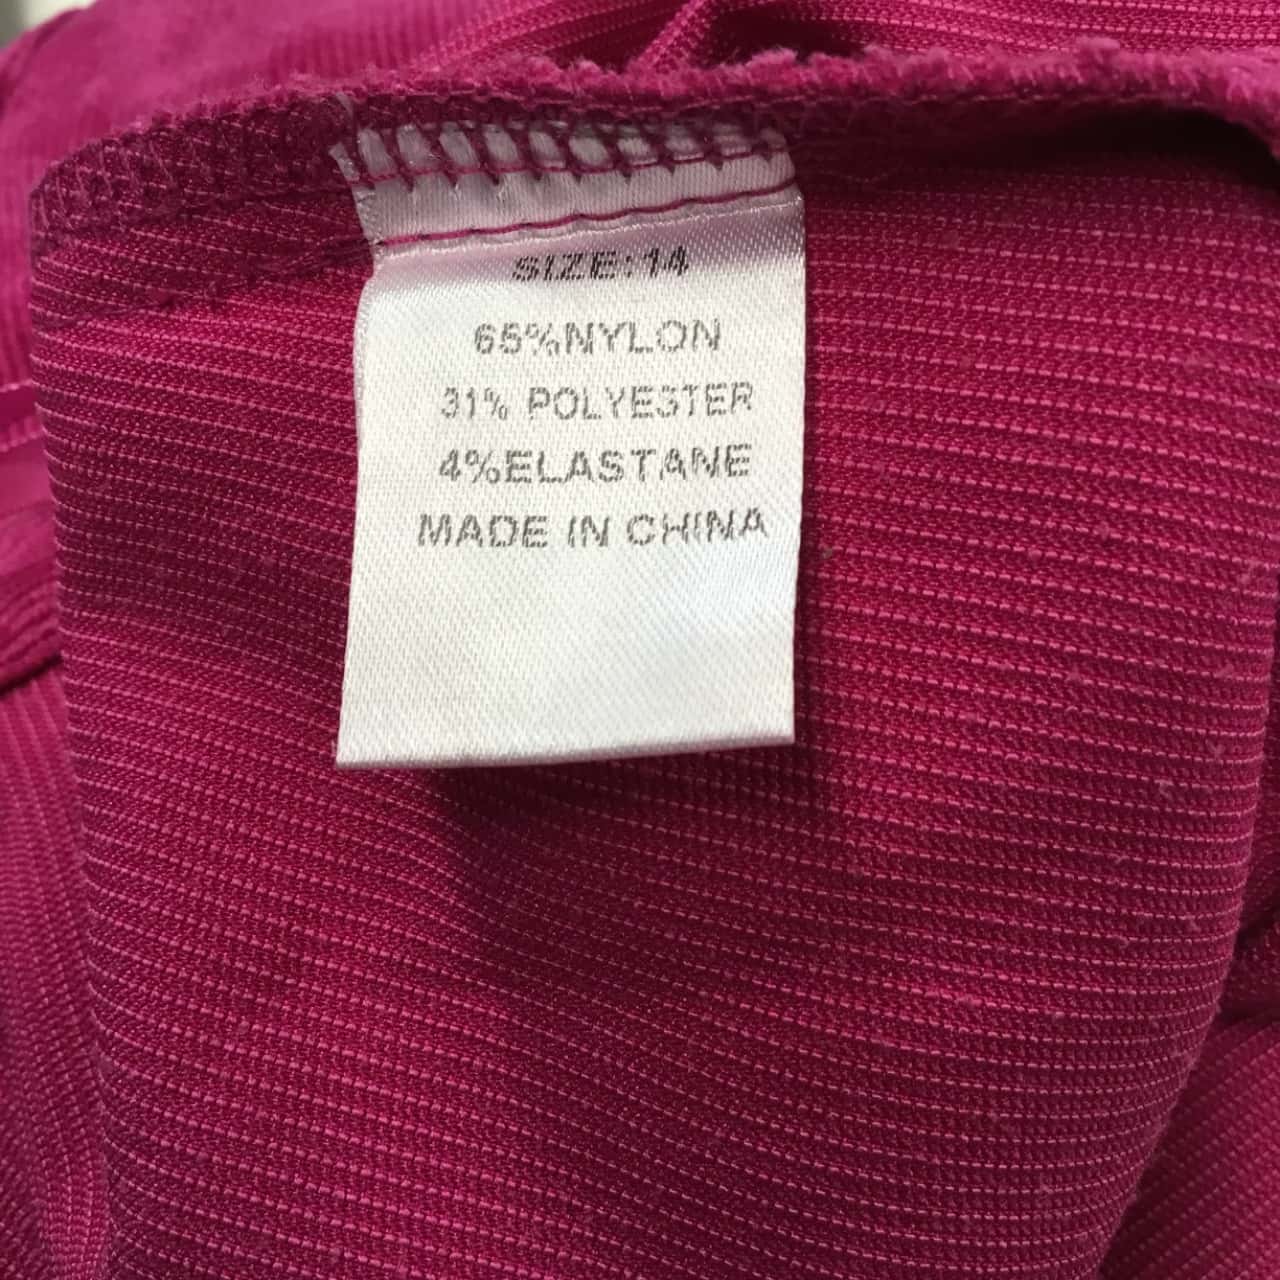 SIZE:14
65%NYLON
31% POLYESTER
4%ELASTANE
MADE IN CHINA